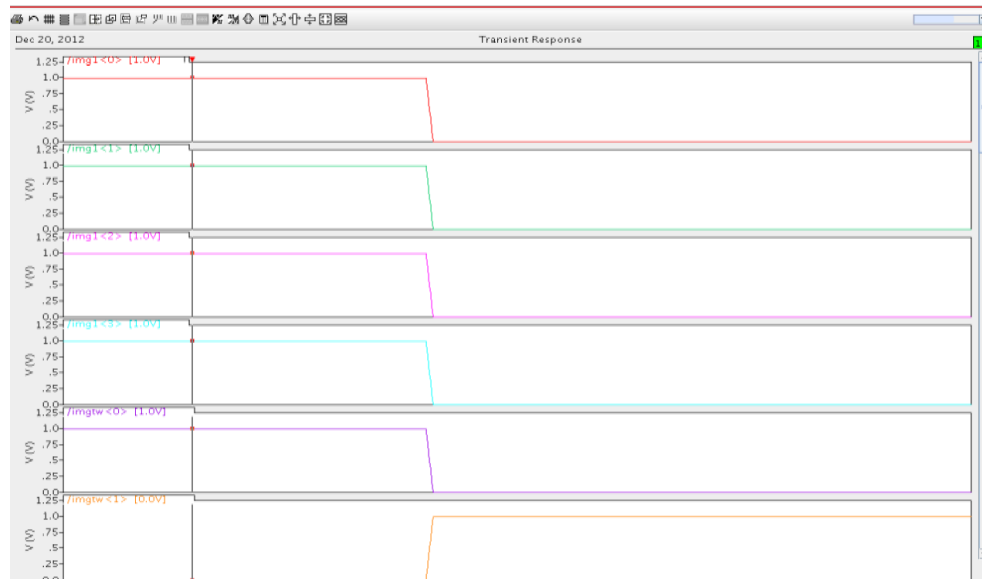 Dec 20, 2012
Transient Response
1
1.25
/img1<0> [1.0V]
1.0
.75
V (V)
.5
.25
0.0
1.25
/img1<1> [1.0V]
1.0
.75
V (V)
.5
.25
0.0
1.25
/img1<2> [1.0V]
1.0
.75
V (V)
.5
.25
0.0
1.25
/img1<3> [1.0V]
1.0
.75
V (V)
.5
.25
0.0
1.25
/imgtw<0> [1.0V]
1.0
.75
V (V)
.5
.25
0.0
1.25
/imgtw<1> [0.0V]
1.0
.75
V (V)
.5
.25
0.0